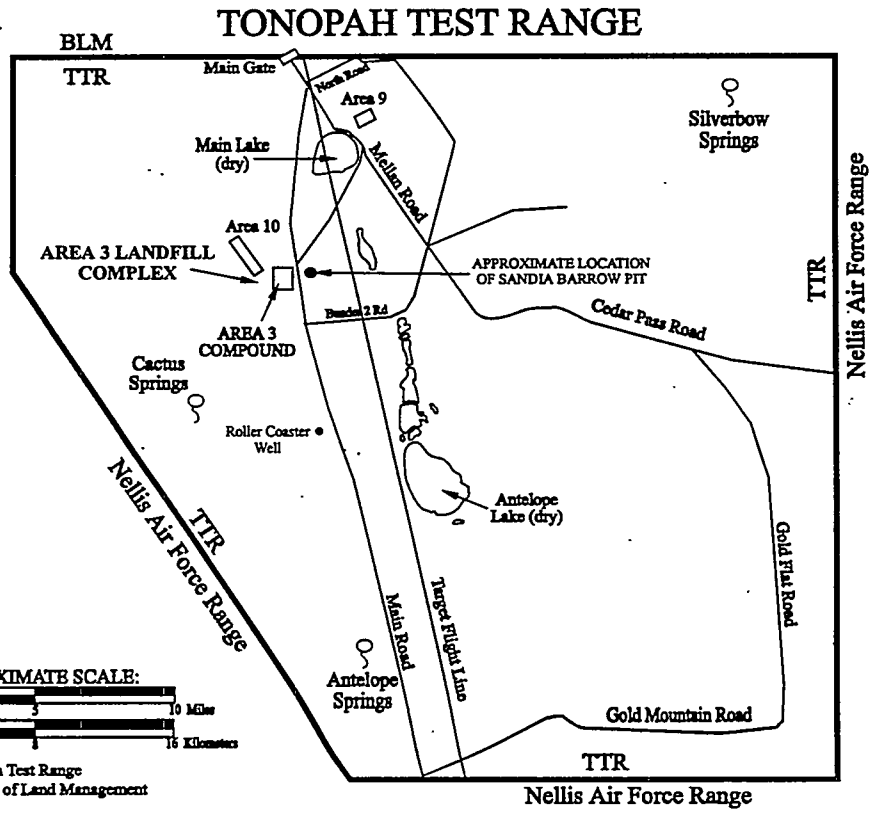 TONOPAH TEST RANGE
BLM
TTR
Main Gate
North Road
Area 9
Silverbow
Springs
Main Lake
(dry)
Mellan Road
Nellis Air Force Range
TTR
Area 10
AREA 3 LANDFILL
COMPLEX
APPROXIMATE LOCATION
OF SANDIA BARROW PIT
AREA 3
COMPOUND
2 Rd
Cedar Pass Road
Cactus
Springs
Roller Coaster
Well
Antelope
Lake (dry)
TTR
Nellis Air Force Range
Gold Flat Road
Main Road
Target Flight Line
Antelope
Springs
Gold Mountain Road
XIMATE SCALE:
5 10 Miles
8 16 Kilometers
Test Range
of Land Management
TTR
Nellis Air Force Range